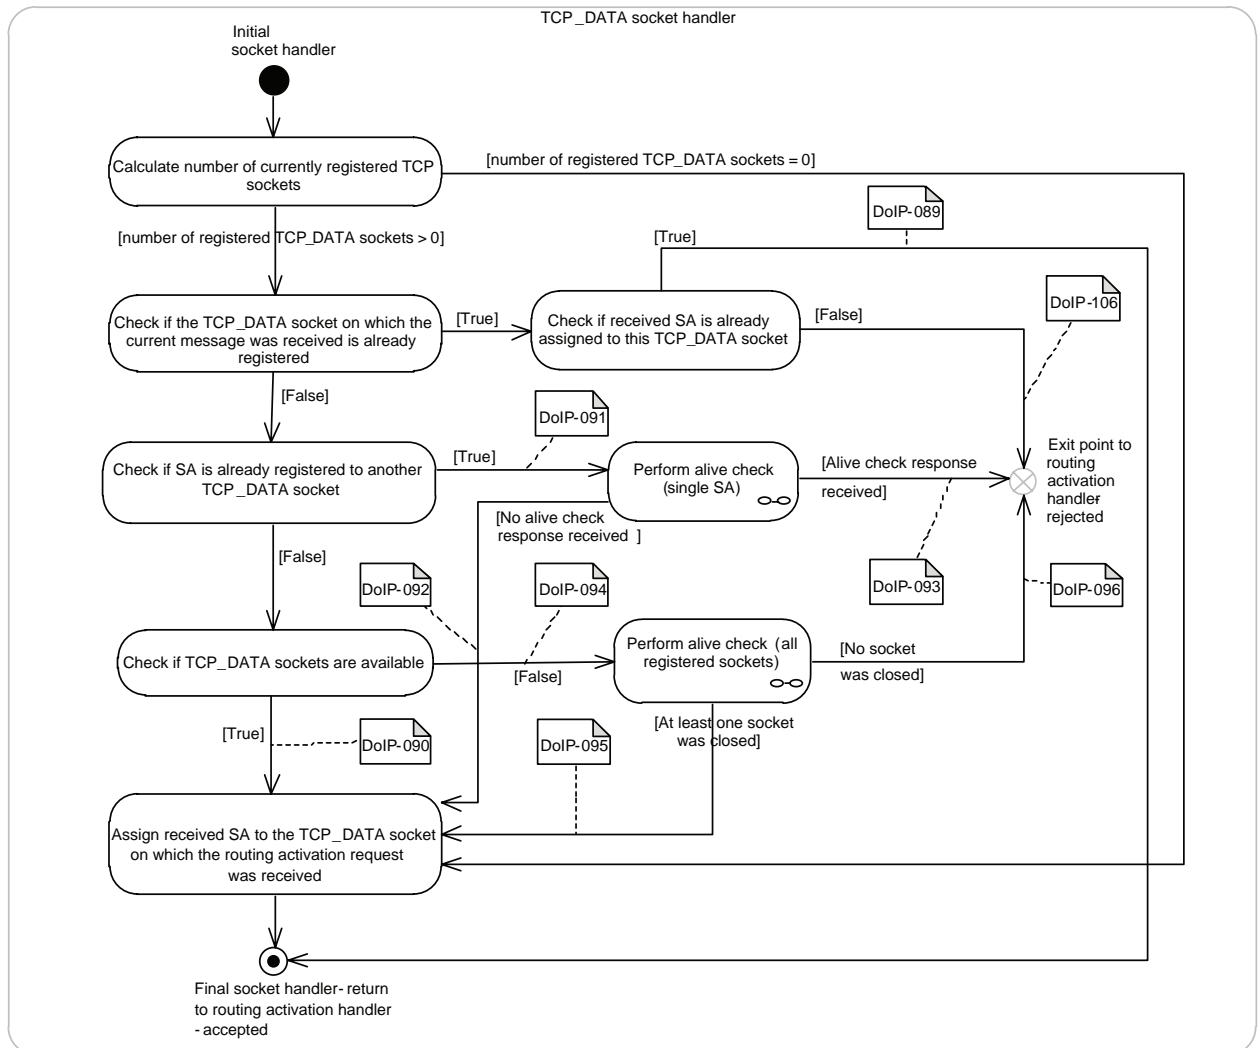 TCP_DATA socket handler
Initial
socket handler
Calculate number of currently registered TCP
sockets
[number of registered TCP_DATA sockets = 0]
DoIP-089
[number of registered TCP_DATA sockets > 0]
[True]
DoIP-106
Check if the TCP_DATA socket on which the
current message was received is already
registered
[True]
Check if received SA is already
assigned to this TCP_DATA socket
[False]
[False]
DoIP-091
Check if SA is already registered to another
TCP_DATA socket
[True]
Perform alive check
(single SA)
[Alive check response
received]
Exit point to
routing
activation
handler-
rejected
[No alive check
response received ]
[False]
DoIP-092
DoIP-094
DoIP-093
DoIP-096
Check if TCP_DATA sockets are available
[False]
Perform alive check (all
registered sockets)
[No socket
was closed]
[True]
DoIP-090
DoIP-095
[At least one socket
was closed]
Assign received SA to the TCP_DATA socket
on which the routing activation request
was received
Final socket handler- return
to routing activation handler
- accepted